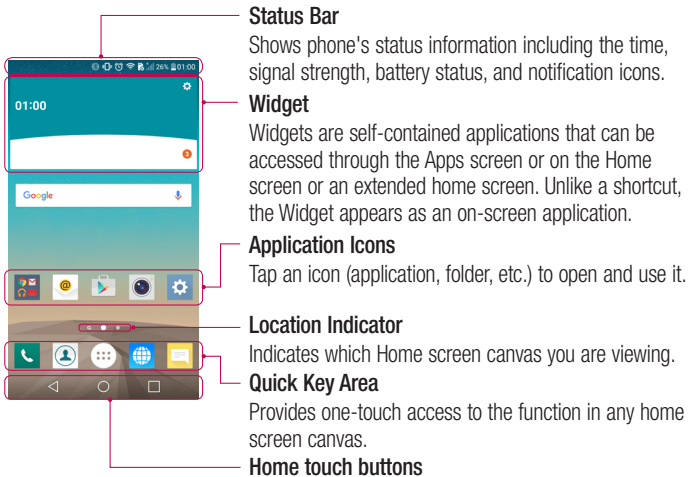 Status Bar
Shows phone's status information including the time,
signal strength, battery status, and notification icons.
26% 01:00
Widget
01:00
Widgets are self-contained applications that can be
accessed through the Apps screen or on the Home
screen or an extended home screen. Unlike a shortcut,
the Widget appears as an on-screen application.
3
Google
Application Icons
Tap an icon (application, folder, etc.) to open and use it.
@
Location Indicator
Indicates which Home screen canvas you are viewing.
Quick Key Area
Provides one-touch access to the function in any home
screen canvas.
Home touch buttons